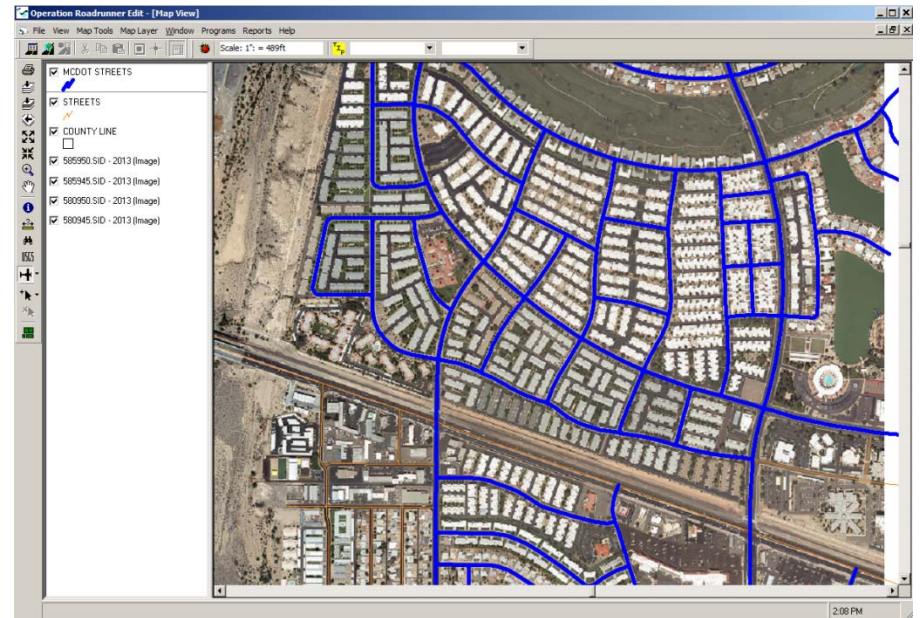 Operation Roadrunner Edit - [Map View]
File View Map Tools Map Layer Window Programs Reports Help
Scale: 1": = 489ft
MCDOT STREETS
STREETS
COUNTY LINE
585950.SID - 2013 (Image)
585945.SID - 2013 (Image)
580950.SID - 2013 (Image)
580945.SID - 2013 (Image)
USGS
2:08 PM